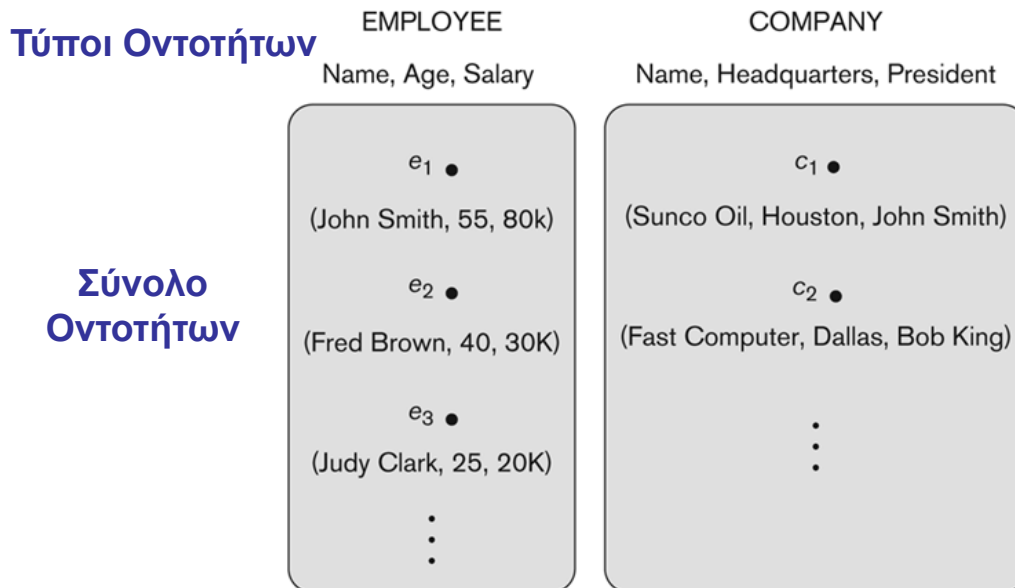 Τύποι Οντοτήτων
EMPLOYEE
Name, Age, Salary
e1
(John Smith, 55, 80k)
e2
(Fred Brown, 40, 30K)
e3
(Judy Clark, 25, 20K)
COMPANY
Name, Headquarters, President
c1
(Sunco Oil, Houston, John Smith)
c2
(Fast Computer, Dallas, Bob King)
Σύνολο
Οντοτήτων